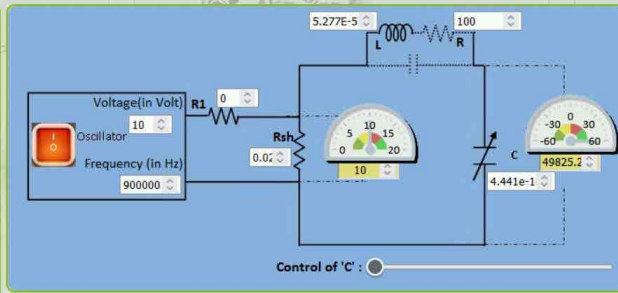 5.277E-5
100
L
R
Voltage(in Volt)
R1
0
10
Oscillator
Frequency (in Hz)
900000
Rsh
0.02
0 5 10 15 20
10
C
-60 -30 0 30 60
49825.2
4.441e-1
Control of 'C' :